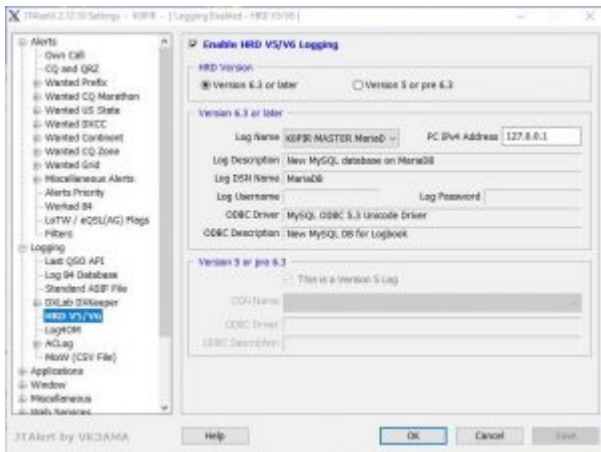 JTAlert 2.12.10 Settings - K0PIR - [ Logging Enabled - HRD V5/V6 ]
Alerts
Own Call
CQ and QRZ
Wanted Prefix
Wanted CQ Marathon
Wanted US State
Wanted DXCC
Wanted Continent
Wanted CQ Zone
Wanted Grid
Miscellaneous Alerts
Alerts Priority
Worked B4
LoTW / eQSL(AG) Flags
Filters
Logging
Last QSO API
Log B4 Database
Standard ADIF File
DXLab DXKeeper
HRD V5/V6
Log4OM
ACLog
MixW (CSV File)
Applications
Window
Miscellaneous
Web Services
Enable HRD V5/V6 Logging
HRD Version
Version 6.3 or later
Version 5 or pre 6.3
Version 6.3 or later
Log Name K0PIR MASTER MariaD
PC IPv4 Address 127.0.0.1
Log Description New MySQL database on MariaDB
Log DSN Name MariaDB
Log Username
Log Password
ODBC Driver MySQL ODBC 5.3 Unicode Driver
ODBC Description New MySQL DB for Logbook
Version 5 or pre 6.3
This is a Version 5 Log
DSN Name
ODBC Driver
ODBC Description
JTAlert by VK3AMA
Help
OK
Cancel
Save